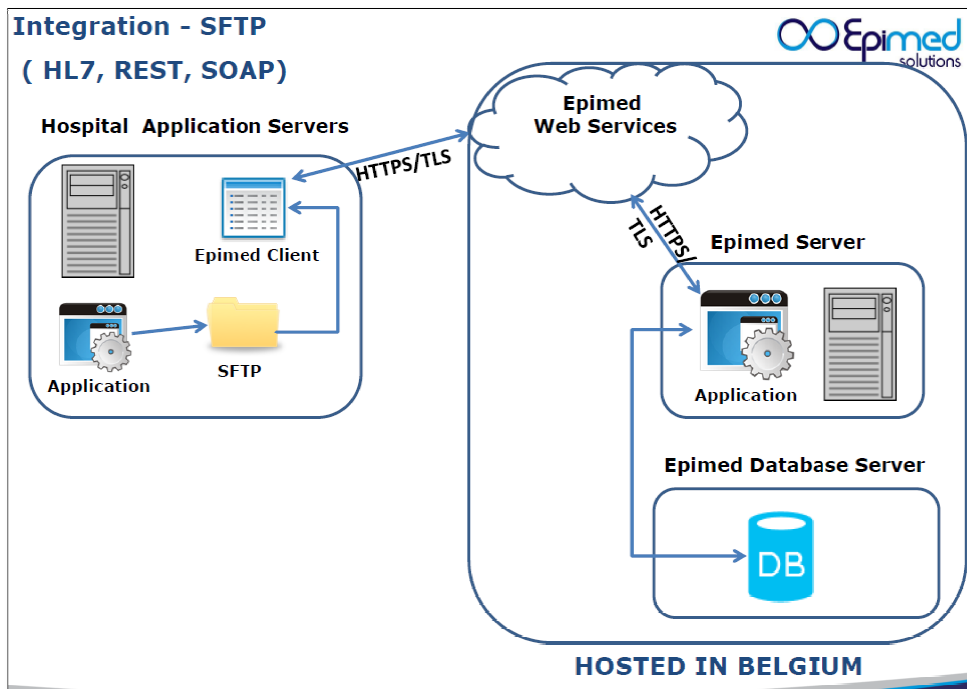 Integration - SFTP
( HL7, REST, SOAP)
Epimed
solutions
Hospital Application Servers
Epimed
Web Services
HTTPS/TLS
Epimed Client
HTTPS/
TLS
Epimed Server
Application
SFTP
Application
Epimed Database Server
DB
HOSTED IN BELGIUM